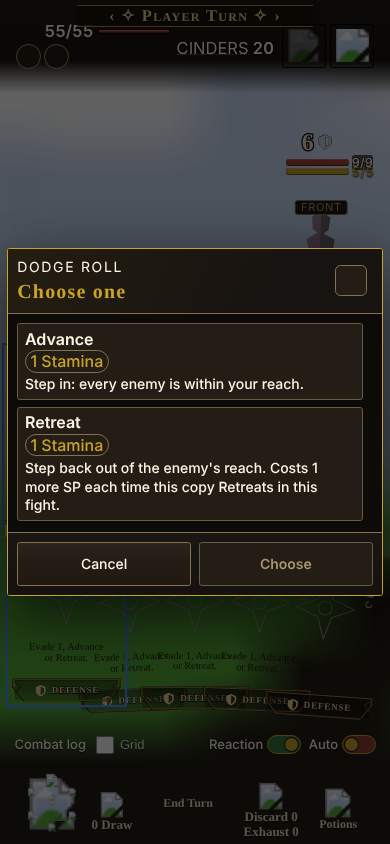 ‹ ✧ PLAYER TURN ✧ ›
55/55
CINDERS 20
6
9/9
5/5
FRONT
DODGE ROLL
Choose one
Advance
1 Stamina
Step in: every enemy is within your reach.
Retreat
1 Stamina
Step back out of the enemy's reach. Costs 1
more SP each time this copy Retreats in this
fight.
Cancel
Choose
Evade 1, Advance
or Retreat.
Evade 1, Advance
or Retreat.
or Retreat.
Evade 1, Advance
or Retreat.
DEFENSE
DEFENSE
DEFENSE
DEFENSE
Combat log
Grid
Reaction
Auto
0 Draw
End Turn
Discard 0
Exhaust 0
Potions